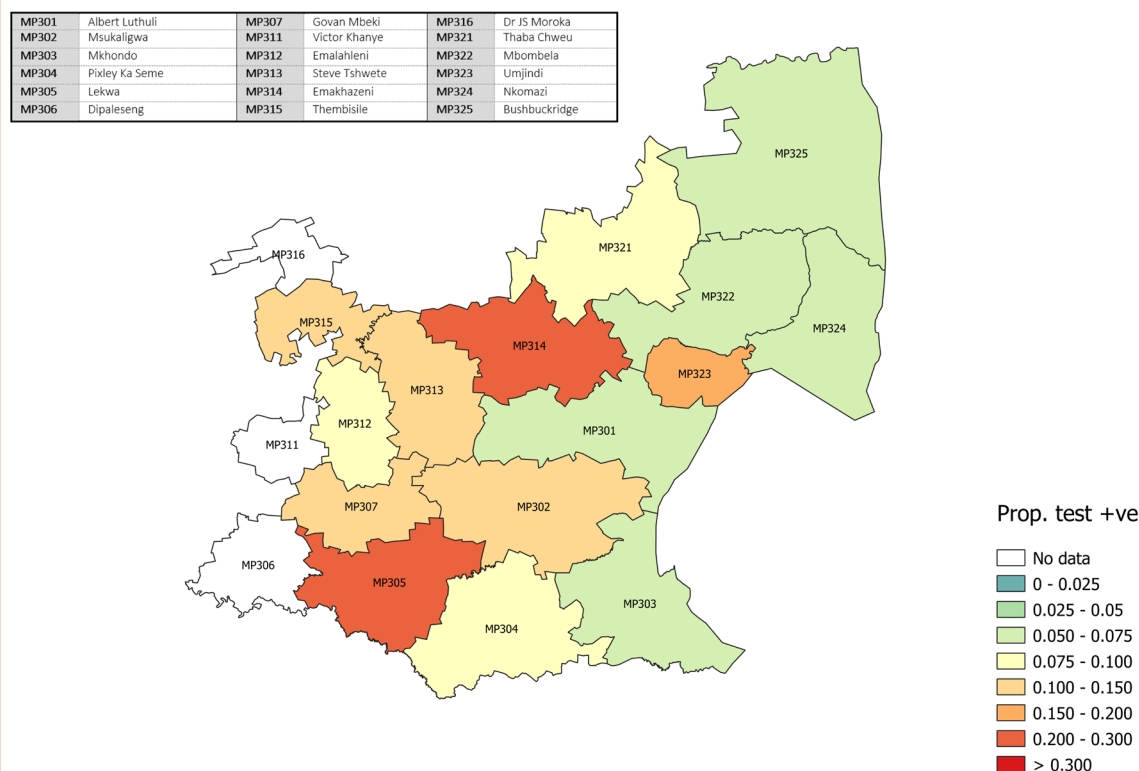 MP301 Albert Luthuli MP307 Govan Mbeki MP316 Dr JS Moroka
MP302 Msukaligwa MP311 Victor Khanye MP321 Thaba Chweu
MP303 Mkhondo MP312 Emalahleni MP322 Mbombela
MP304 Pixley Ka Seme MP313 Steve Tshwete MP323 Umjindi
MP305 Lekwa MP314 Emakhazeni MP324 Nkomazi
MP306 Dipaleseng MP315 Thembisile MP325 Bushbuckridge
MP325
MP321
MP316
MP322
MP315
MP324
MP314
MP323
MP313
MP312
MP301
MP311
MP307
MP302
MP306
MP305
MP303
MP304
Prop. test +ve
No data
0 - 0.025
0.025 - 0.05
0.050 - 0.075
0.075 - 0.100
0.100 - 0.150
0.150 - 0.200
0.200 - 0.300
> 0.300